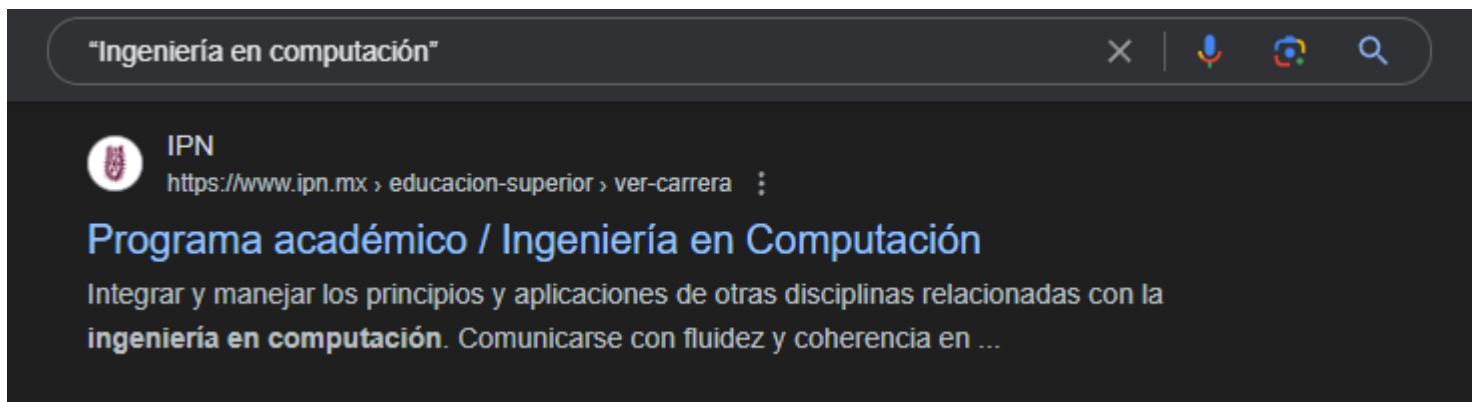 “Ingeniería en computación”
IPN
https://www.ipn.mx › educacion-superior › ver-carrera
Programa académico / Ingeniería en Computación
Integrar y manejar los principios y aplicaciones de otras disciplinas relacionadas con la
ingeniería en computación. Comunicarse con fluidez y coherencia en ...